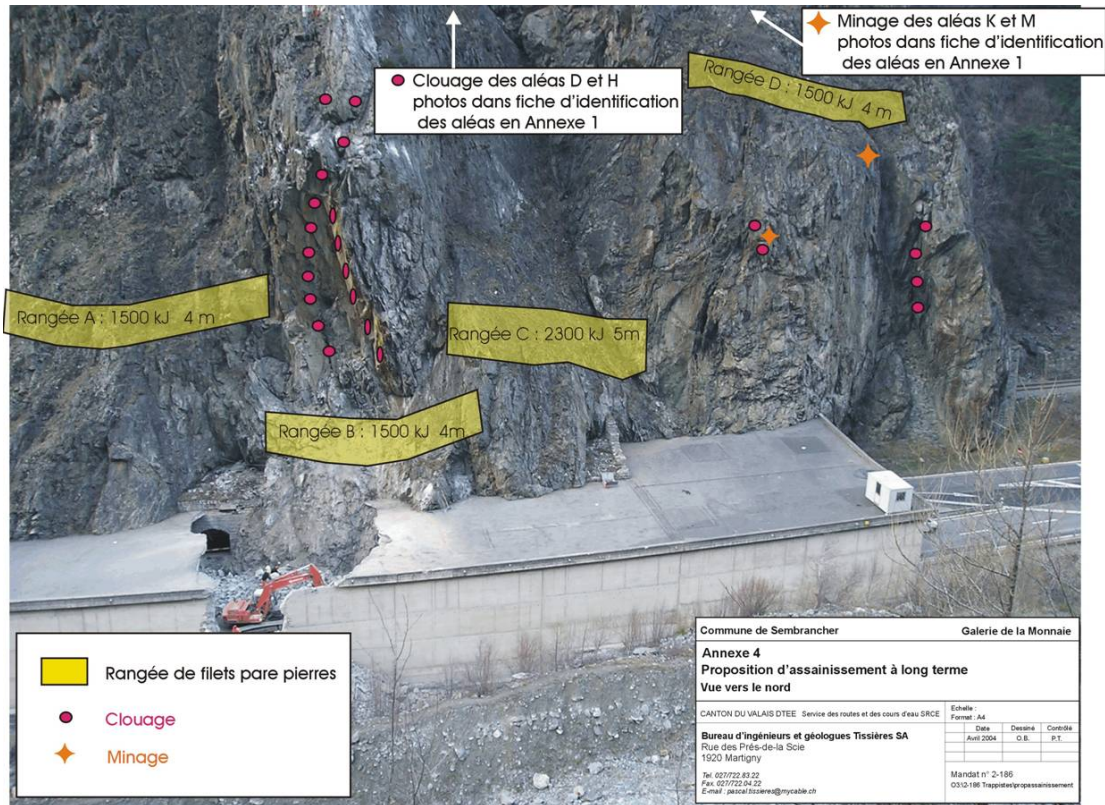 Minage des aléas K et M
photos dans fiche d'identification
des aléas en Annexe 1
Clouage des aléas D et H
photos dans fiche d'identification
des aléas en Annexe 1
Rangée D : 1500 kJ 4 m
Rangée A : 1500 kJ 4 m
Rangée C : 2300 kJ 5m
Rangée B : 1500 kJ 4m
Rangée de filets pare pierres
Clouage
Minage
Commune de Sembrancher Galerie de la Monnaie
Annexe 4
Proposition d'assainissement à long terme
Vue vers le nord
CANTON DU VALAIS DTEE Service des routes et des cours d'eau SRCE
Echelle :
Format : A4
Date Dessiné Contrôlé
Avril 2004 O.B. P.T.
Bureau d'ingénieurs et géologues Tissières SA
Rue des Prés-de-la Scie
1920 Martigny
Tel. 027/722.83.22
Fax. 027/722.04.22
E-mail : pascal.tissieres@mycable.ch
Mandat n° 2-186
O3\2-186 Trappistes\propassainissement